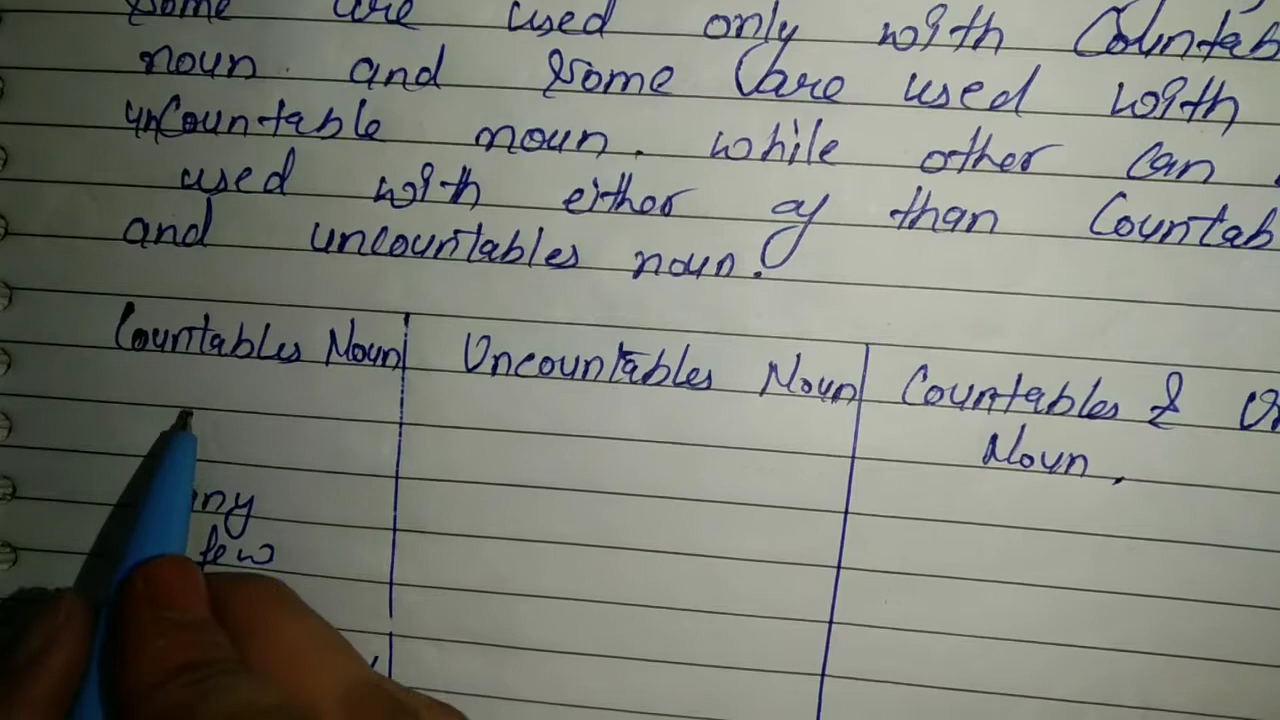 Some are used only with Countab
noun and Some are used with
uncountable noun. while other can
used with either of than Countab
and uncountables noun.
Countables Noun Uncountables Noun Countables &
Noun.
ny
few